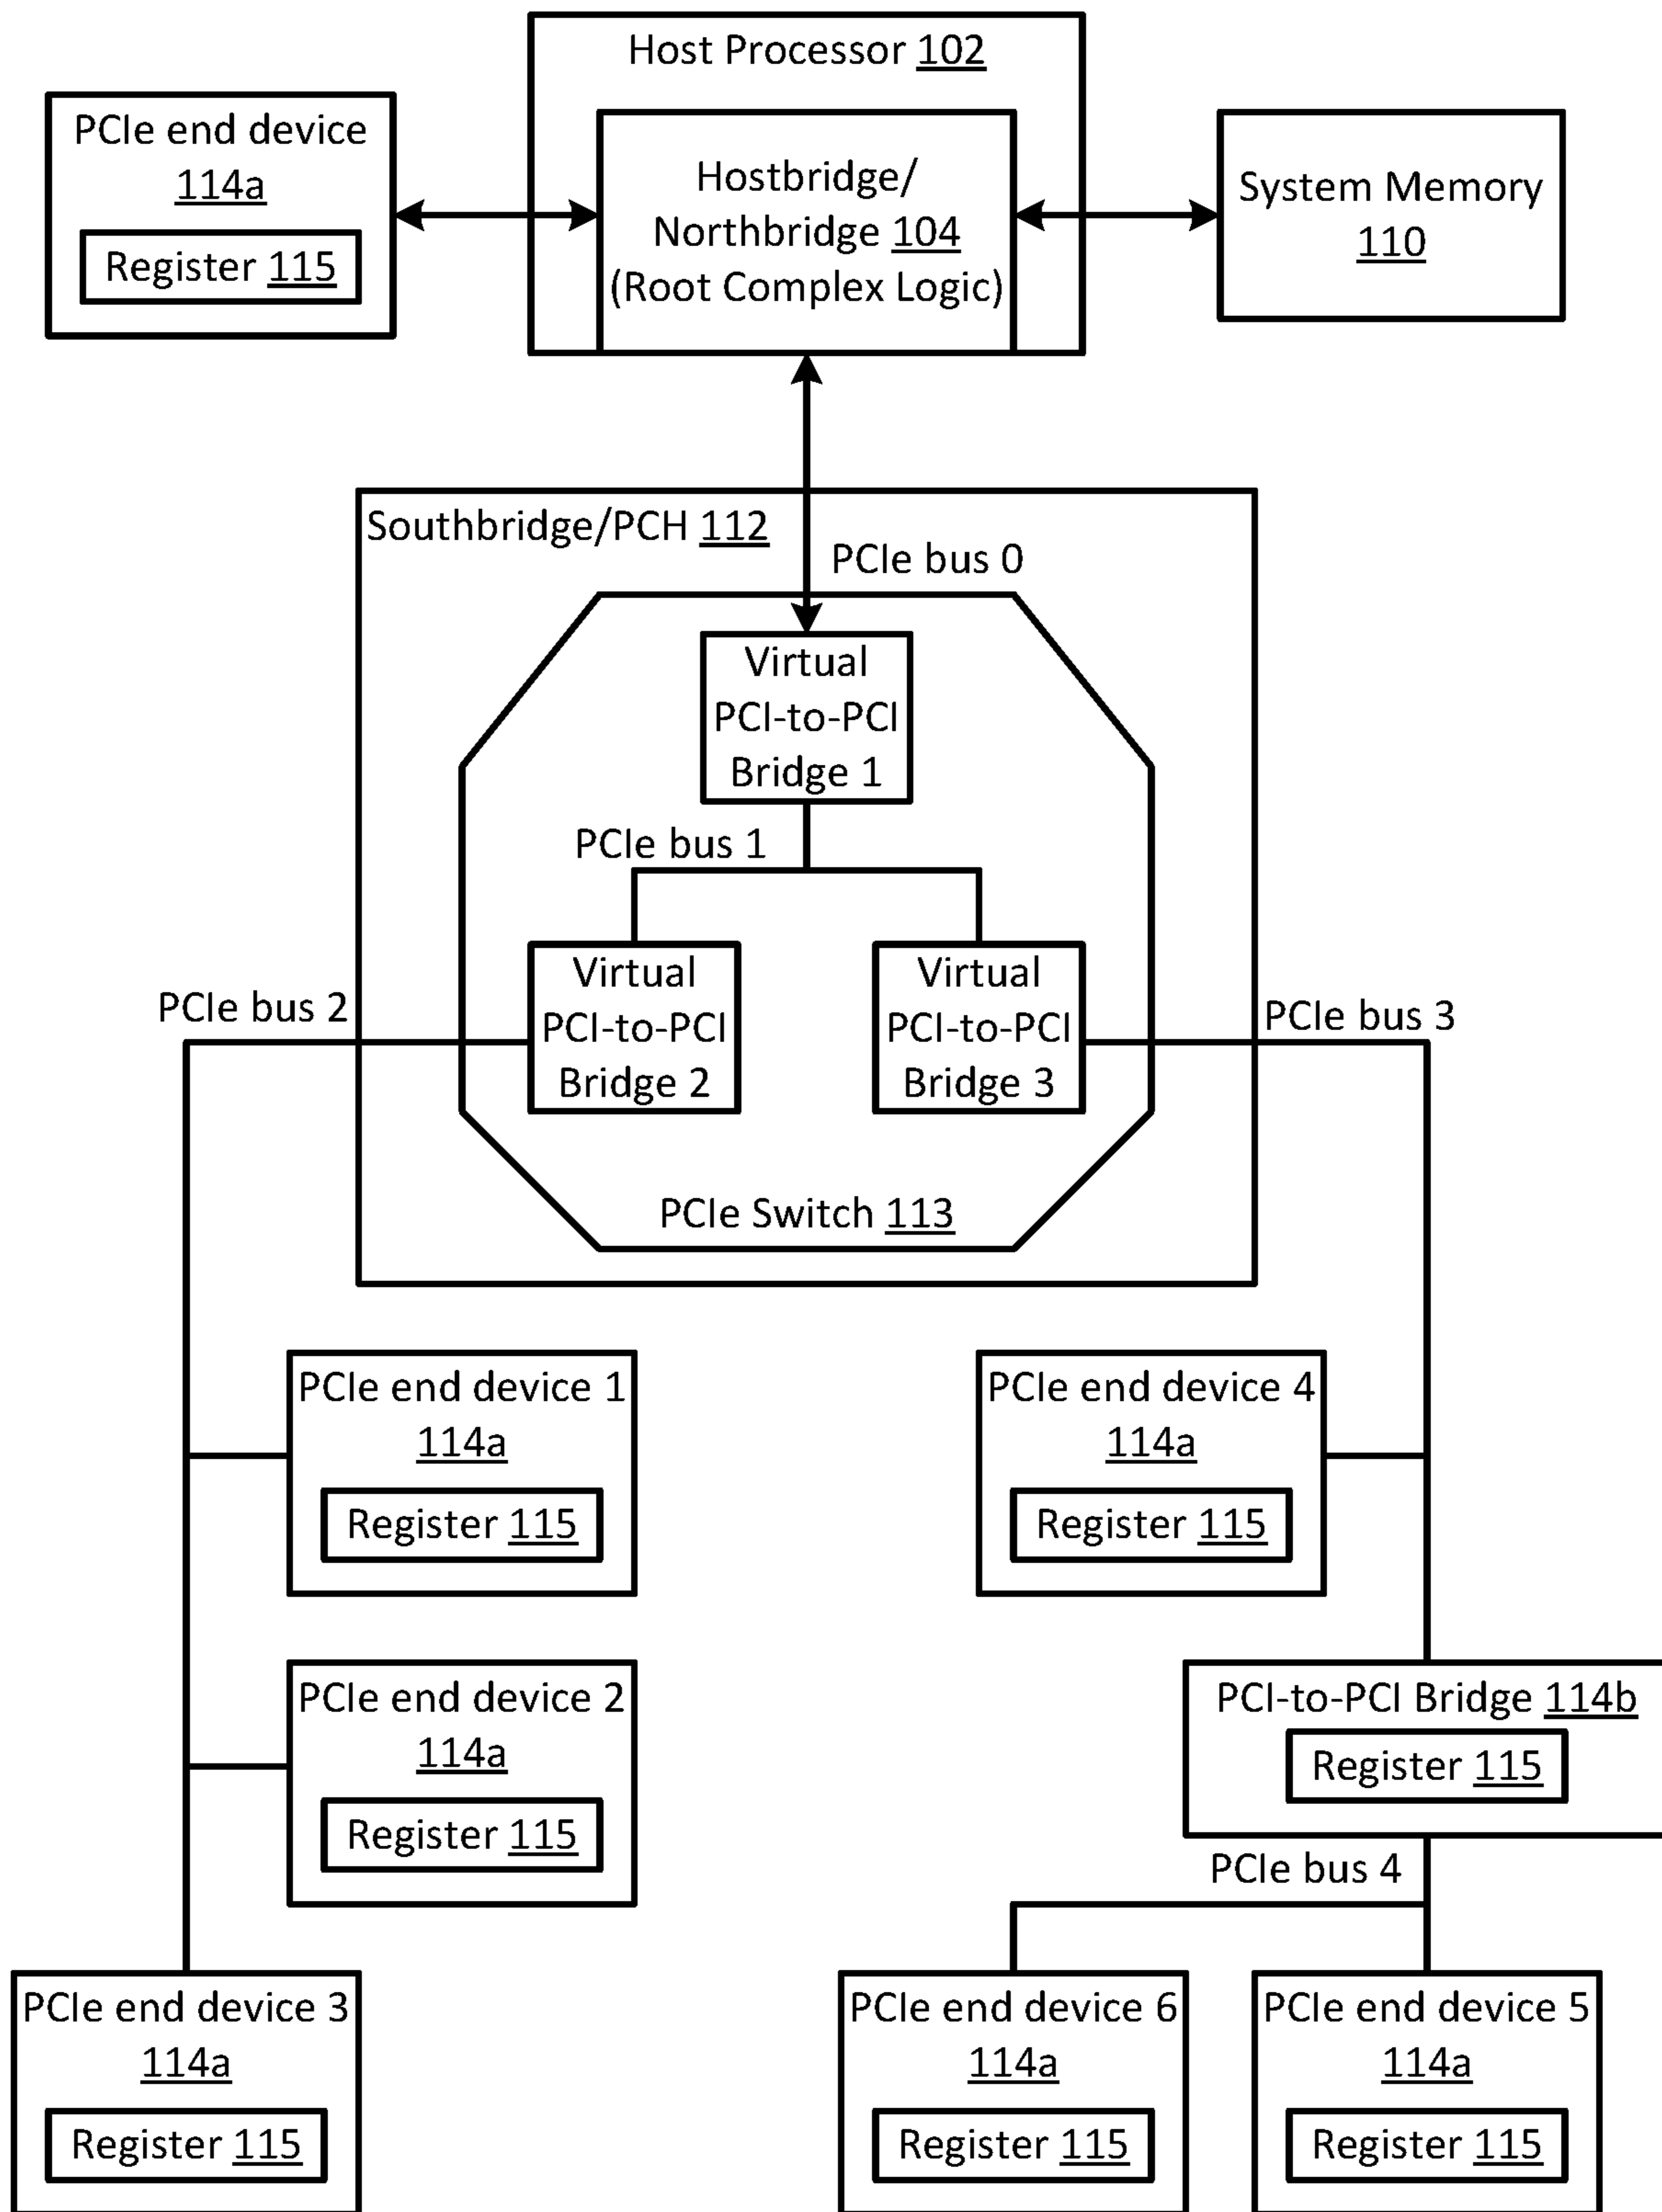 Host Processor 102
PCIe end device
114a
Register 115
Hostbridge/
Northbridge 104
(Root Complex Logic)
System Memory
110
Southbridge/PCH 112
PCIe bus 0
Virtual
PCI-to-PCI
Bridge 1
PCIe bus 1
PCIe bus 2
Virtual
PCI-to-PCI
Bridge 2
Virtual
PCI-to-PCI
Bridge 3
PCIe bus 3
PCIe Switch 113
PCIe end device 1
114a
Register 115
PCIe end device 4
114a
Register 115
PCIe end device 2
114a
Register 115
PCI-to-PCI Bridge 114b
Register 115
PCIe bus 4
PCIe end device 3
114a
Register 115
PCIe end device 6
114a
Register 115
PCIe end device 5
114a
Register 115